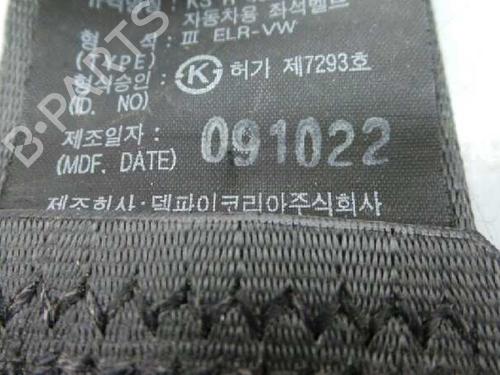 자동차용 좌석벨트
형 식 : III ELR-VW
(TYPE)
형식승인 : K 허가 제7293호
(ID. NO)
제조일자 : 091022
(MDF. DATE)
제조회사 : 델파이코리아주식회사
B-PARTS